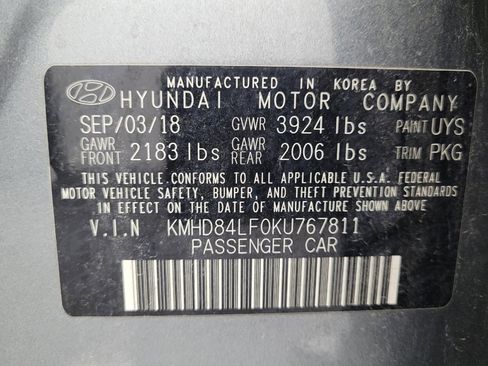 MANUFACTURED IN KOREA BY
HYUNDAI MOTOR COMPANY
SEP/03/18 GVWR 3924 lbs PAINT UYS
GAWR FRONT 2183 lbs GAWR REAR 2006 lbs TRIM PKG
THIS VEHICLE CONFORMS TO ALL APPLICABLE U.S.A. FEDERAL
MOTOR VEHICLE SAFETY, BUMPER, AND THEFT PREVENTION STANDARDS
IN EFFECT ON THE DATE OF MANUFACTURE SHOWN ABOVE
V.I.N KMHD84LF0KU767811
PASSENGER CAR